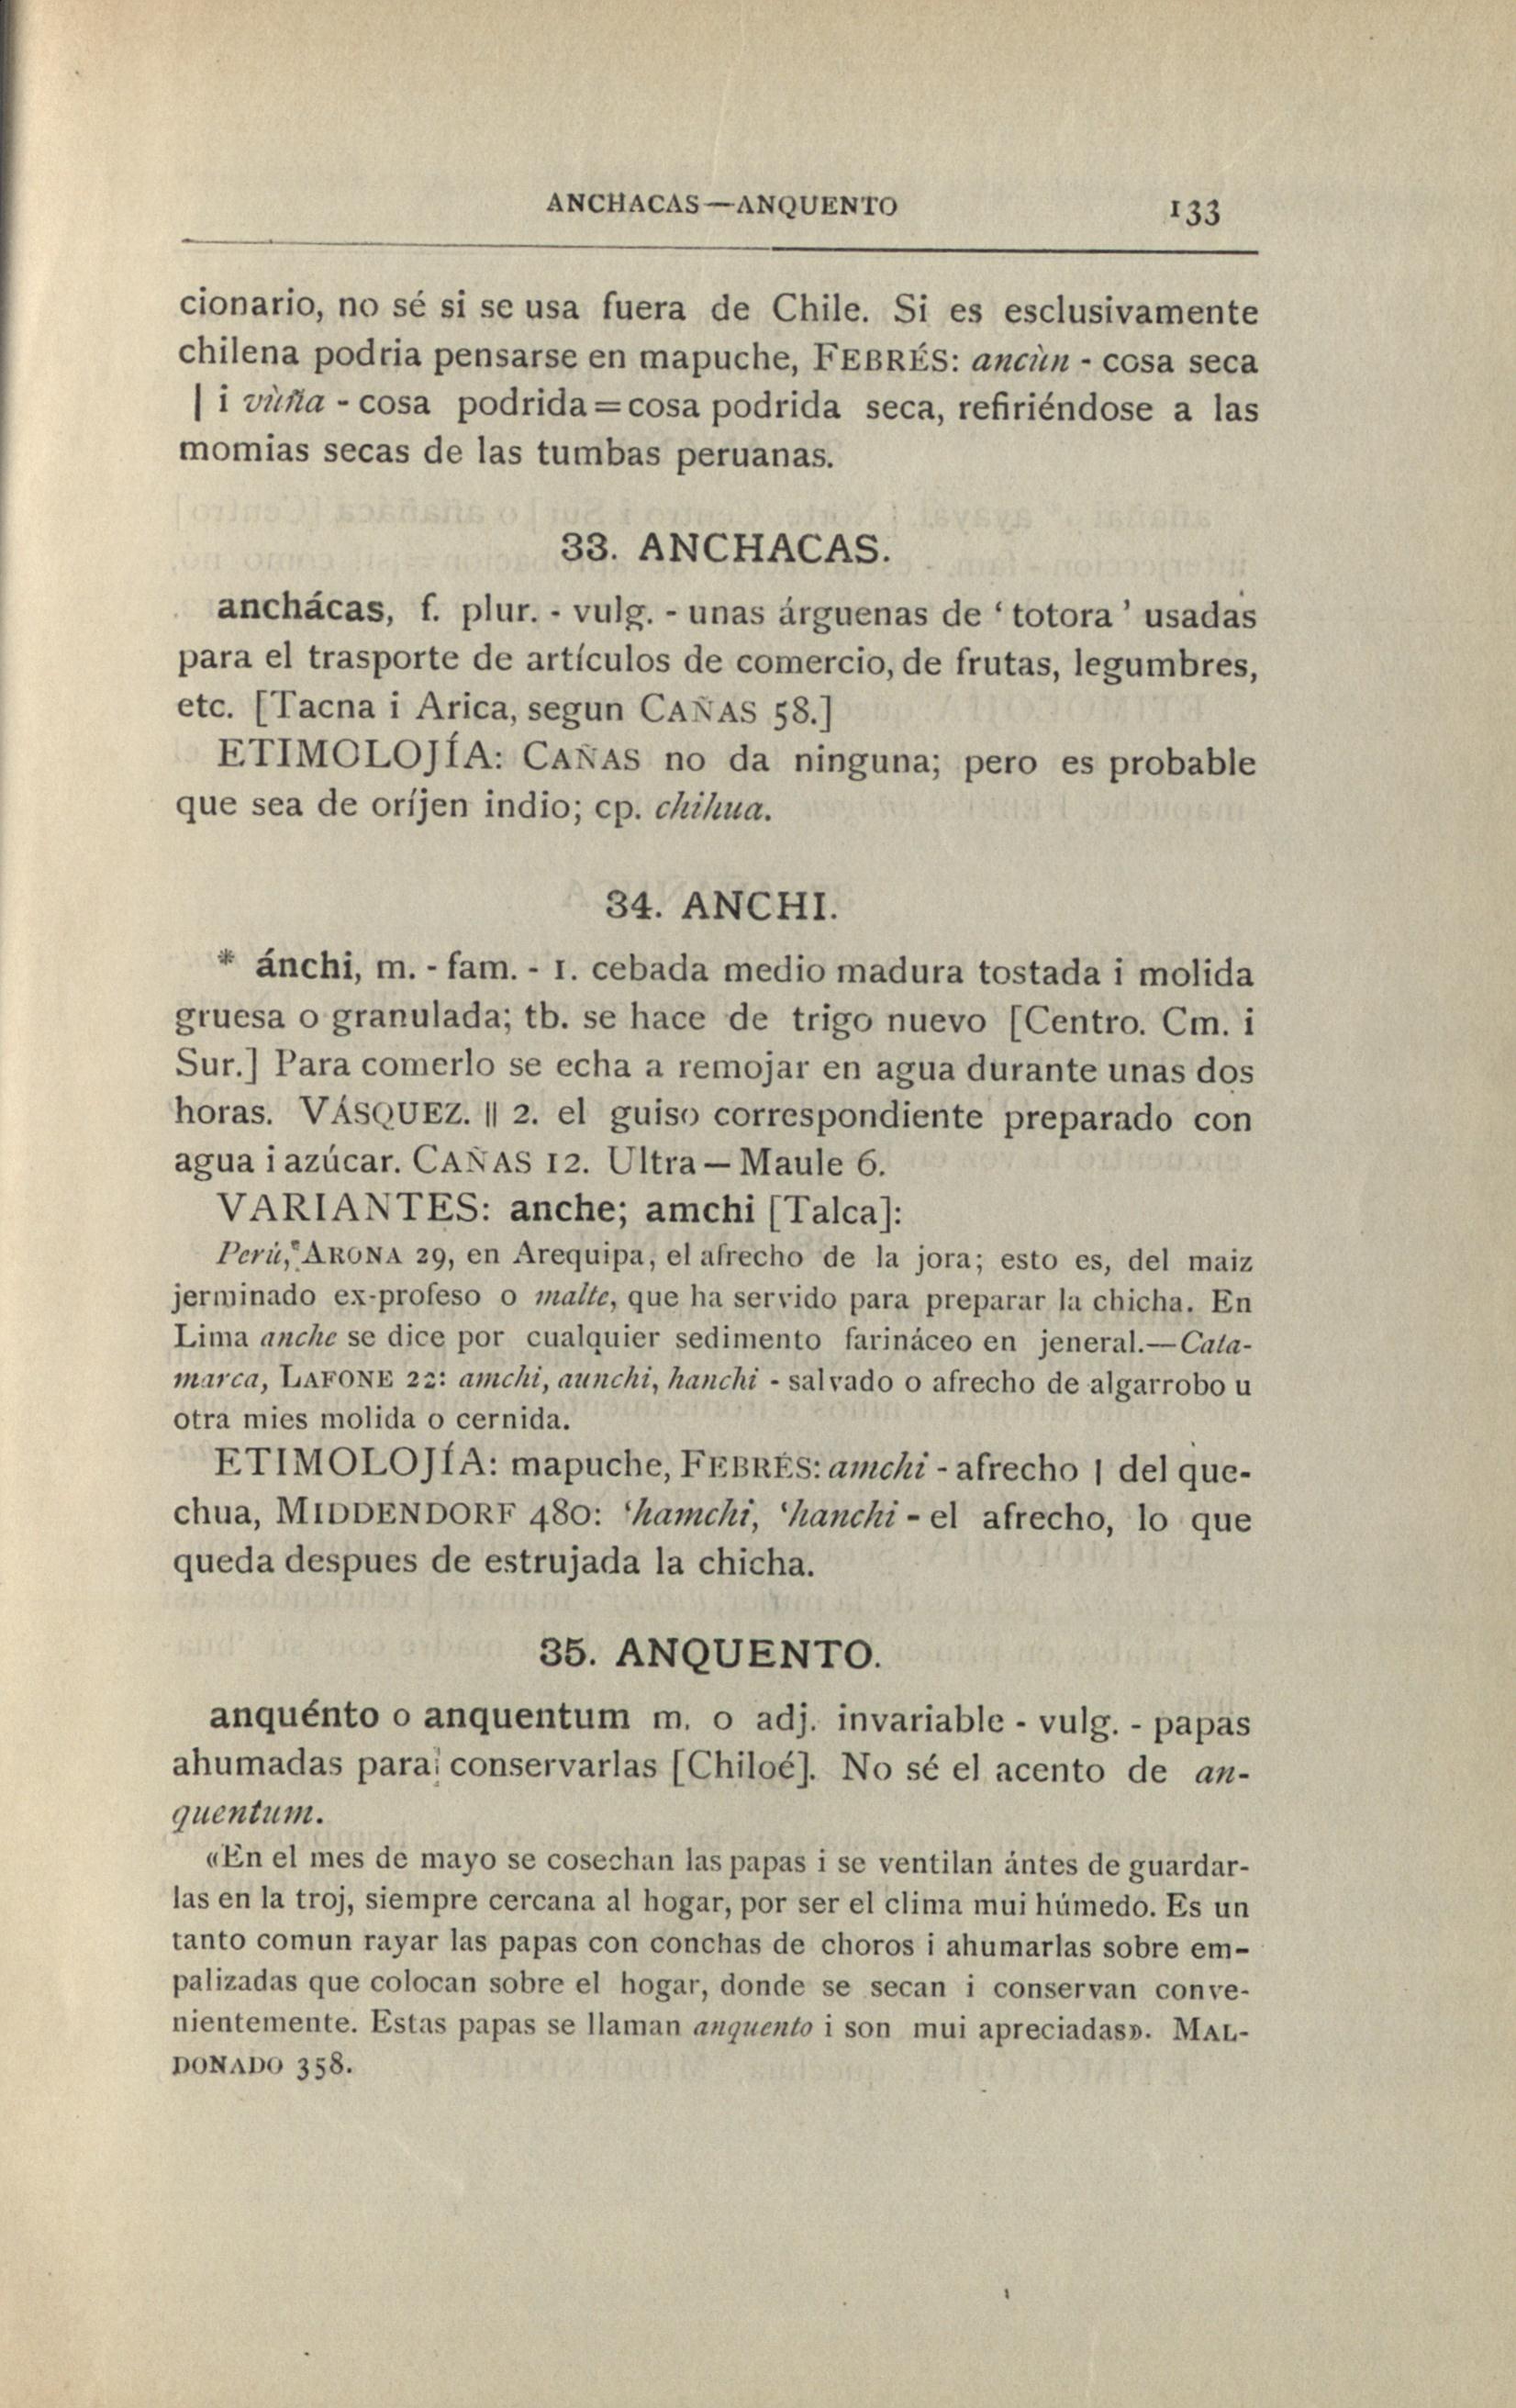 ANCHACAS—ANQUENTO 133
cionario, no sé si se usa fuera de Chile. Si es esclusivamente
chilena podria pensarse en mapuche, FEBRÉS: ancùn - cosa seca
| i vùña - cosa podrida = cosa podrida seca, refiriéndose a las
momias secas de las tumbas peruanas.
33. ANCHACAS.
anchácas, f. plur. - vulg. - unas árguenas de ‘totora’ usadas
para el trasporte de artículos de comercio, de frutas, legumbres,
etc. [Tacna i Arica, segun CAÑAS 58.]
ETIMOLOJÍA: CAÑAS no da ninguna; pero es probable
que sea de oríjen indio; cp. chihua.
34. ANCHI.
* ánchi, m. - fam. - 1. cebada medio madura tostada i molida
gruesa o granulada; tb. se hace de trigo nuevo [Centro. Cm. i
Sur.] Para comerlo se echa a remojar en agua durante unas dos
horas. VÁSQUEZ. || 2. el guiso correspondiente preparado con
agua i azúcar. CAÑAS 12. Ultra—Maule 6.
VARIANTES: anche; amchi [Talca]:
Perú, ARONA 29, en Arequipa, el afrecho de la jora; esto es, del maiz
jerminado ex-profeso o malte, que ha servido para preparar la chicha. En
Lima anche se dice por cualquier sedimento farináceo en jeneral.—Cata-
marca, LAFONE 22: amchi, aunchi, hanchi - salvado o afrecho de algarrobo u
otra mies molida o cernida.
ETIMOLOJÍA: mapuche, FEBRÉS: amchi - afrecho | del que-
chua, MIDDENDORF 480: ‘hamchi, ‘hanchi - el afrecho, lo que
queda despues de estrujada la chicha.
35. ANQUENTO.
anquénto o anquentum m. o adj. invariable - vulg. - papas
ahumadas para conservarlas [Chiloé]. No sé el acento de an-
quentum.
«En el mes de mayo se cosechan las papas i se ventilan ántes de guardar-
las en la troj, siempre cercana al hogar, por ser el clima mui húmedo. Es un
tanto comun rayar las papas con conchas de choros i ahumarlas sobre em-
palizadas que colocan sobre el hogar, donde se secan i conservan conve-
nientemente. Estas papas se llaman anquento i son mui apreciadas». MAL-
DONADO 358.